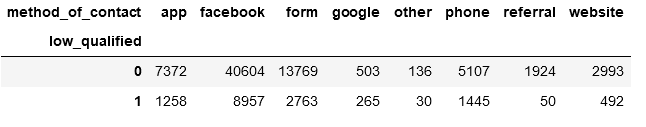 method_of_contact app facebook form google other phone referral website
low_qualified
0 7372 40604 13769 503 136 5107 1924 2993
1 1258 8957 2763 265 30 1445 50 492